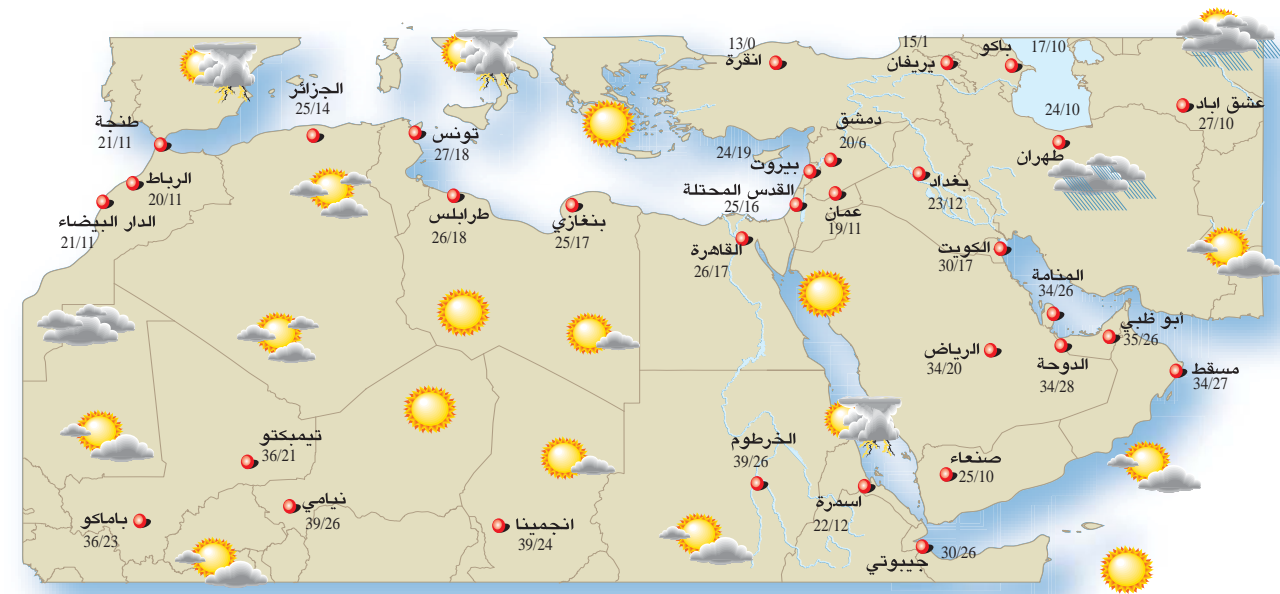 13/0
انقرة
15/1
يريفان
باكو
17/10
عشق اباد
27/10
24/10
طهران
الجزائر
25/14
طنجة
21/11
تونس
27/18
دمشق
20/6
24/19
بيروت
بغداد
23/12
الرباط
20/11
الدار البيضاء
21/11
طرابلس
26/18
بنغازي
25/17
القدس المحتلة
25/16
عمان
19/11
القاهرة
26/17
الكويت
30/17
المنامة
34/26
أبو ظبي
35/26
الرياض
34/20
الدوحة
34/28
مسقط
34/27
تيمبكتو
36/21
الخرطوم
39/26
صنعاء
25/10
نيامي
39/26
باماكو
36/23
انجمينا
39/24
اسمرة
22/12
30/26
جيبوتي